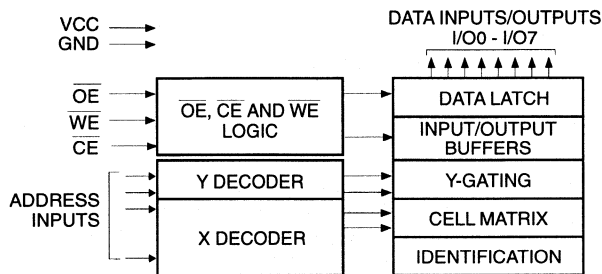 VCC
GND
DATA INPUTS/OUTPUTS
I/O0 - I/O7
OE
WE
CE
OE, CE AND WE
LOGIC
DATA LATCH
INPUT/OUTPUT
BUFFERS
ADDRESS
INPUTS
Y DECODER
Y-GATING
X DECODER
CELL MATRIX
IDENTIFICATION